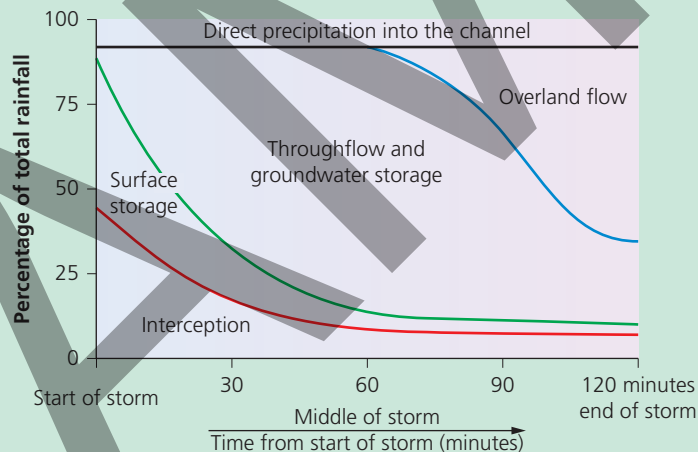 100
75
50
25
0
Percentage of total rainfall
Direct precipitation into the channel
Overland flow
Throughflow and
groundwater storage
Surface
storage
Interception
Start of storm
30
60
90
120 minutes
end of storm
Middle of storm
Time from start of storm (minutes)